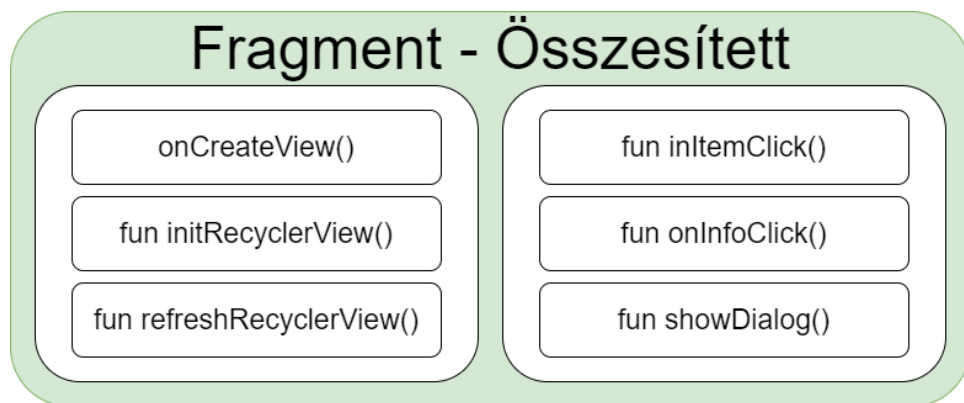 Fragment - Összesített
onCreateView()
fun initRecyclerView()
fun refreshRecyclerView()
fun inItemClick()
fun onInfoClick()
fun showDialog()